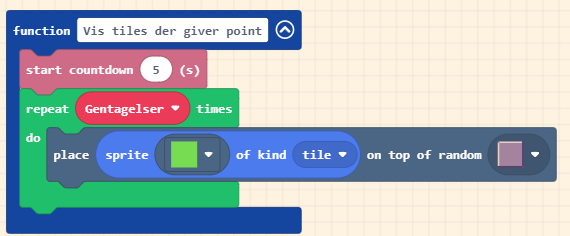 function Vis tiles der giver point
start countdown 5 (s)
repeat Gentagelser times
do
place sprite of kind tile on top of random